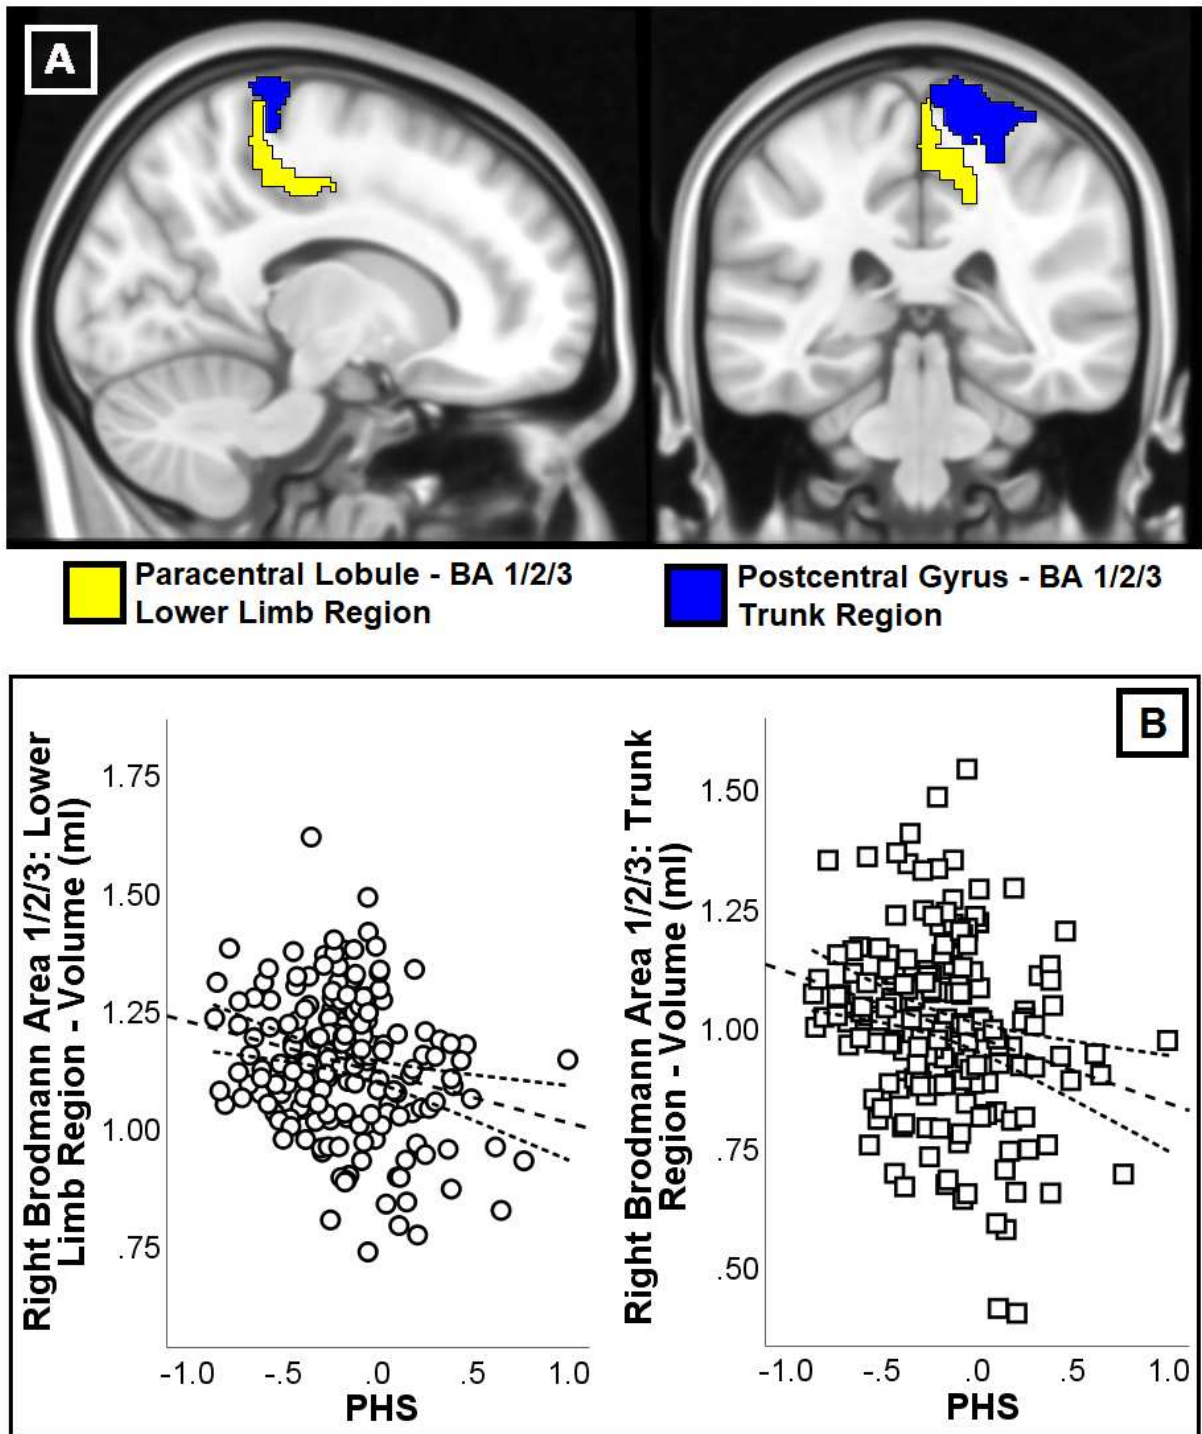 A
Paracentral Lobule - BA 1/2/3
Lower Limb Region
Postcentral Gyrus - BA 1/2/3
Trunk Region
B
Right Brodmann Area 1/2/3: Lower
Limb Region - Volume (ml)
1.75
1.50
1.25
1.00
.75
-1.0 -.5 .0 .5 1.0
PHS
Right Brodmann Area 1/2/3: Trunk
Region - Volume (ml)
1.50
1.25
1.00
.75
.50
-1.0 -.5 .0 .5 1.0
PHS